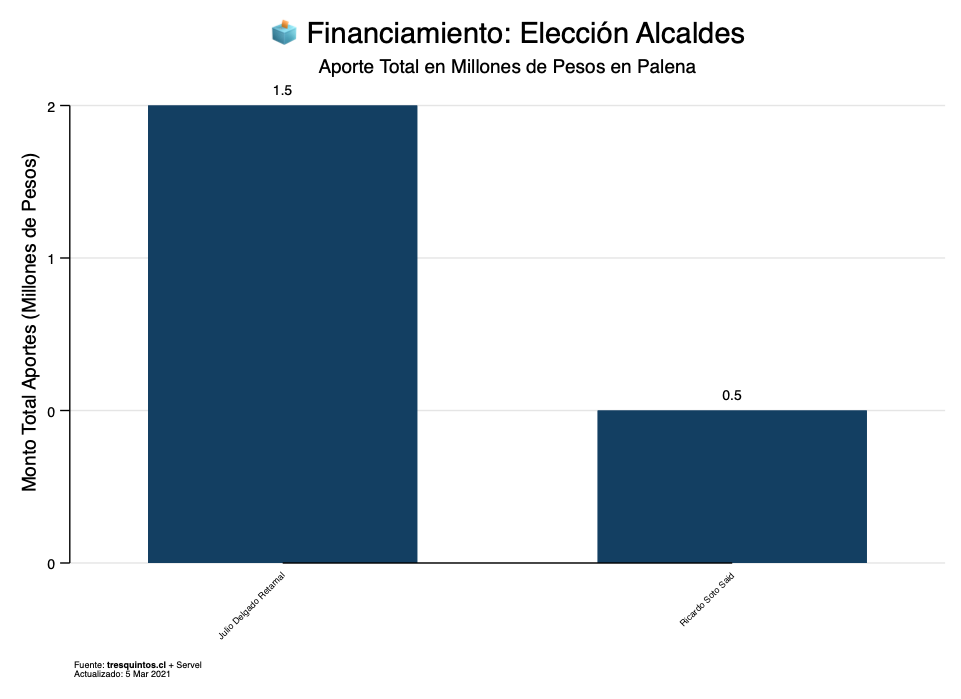 Financiamiento: Elección Alcaldes
Aporte Total en Millones de Pesos en Palena
Monto Total Aportes (Millones de Pesos)
2
1
0
0
1.5
0.5
Julio Delgado Retamal
Ricardo Soto Said
Fuente: tresquintos.cl + Servel
Actualizado: 5 Mar 2021